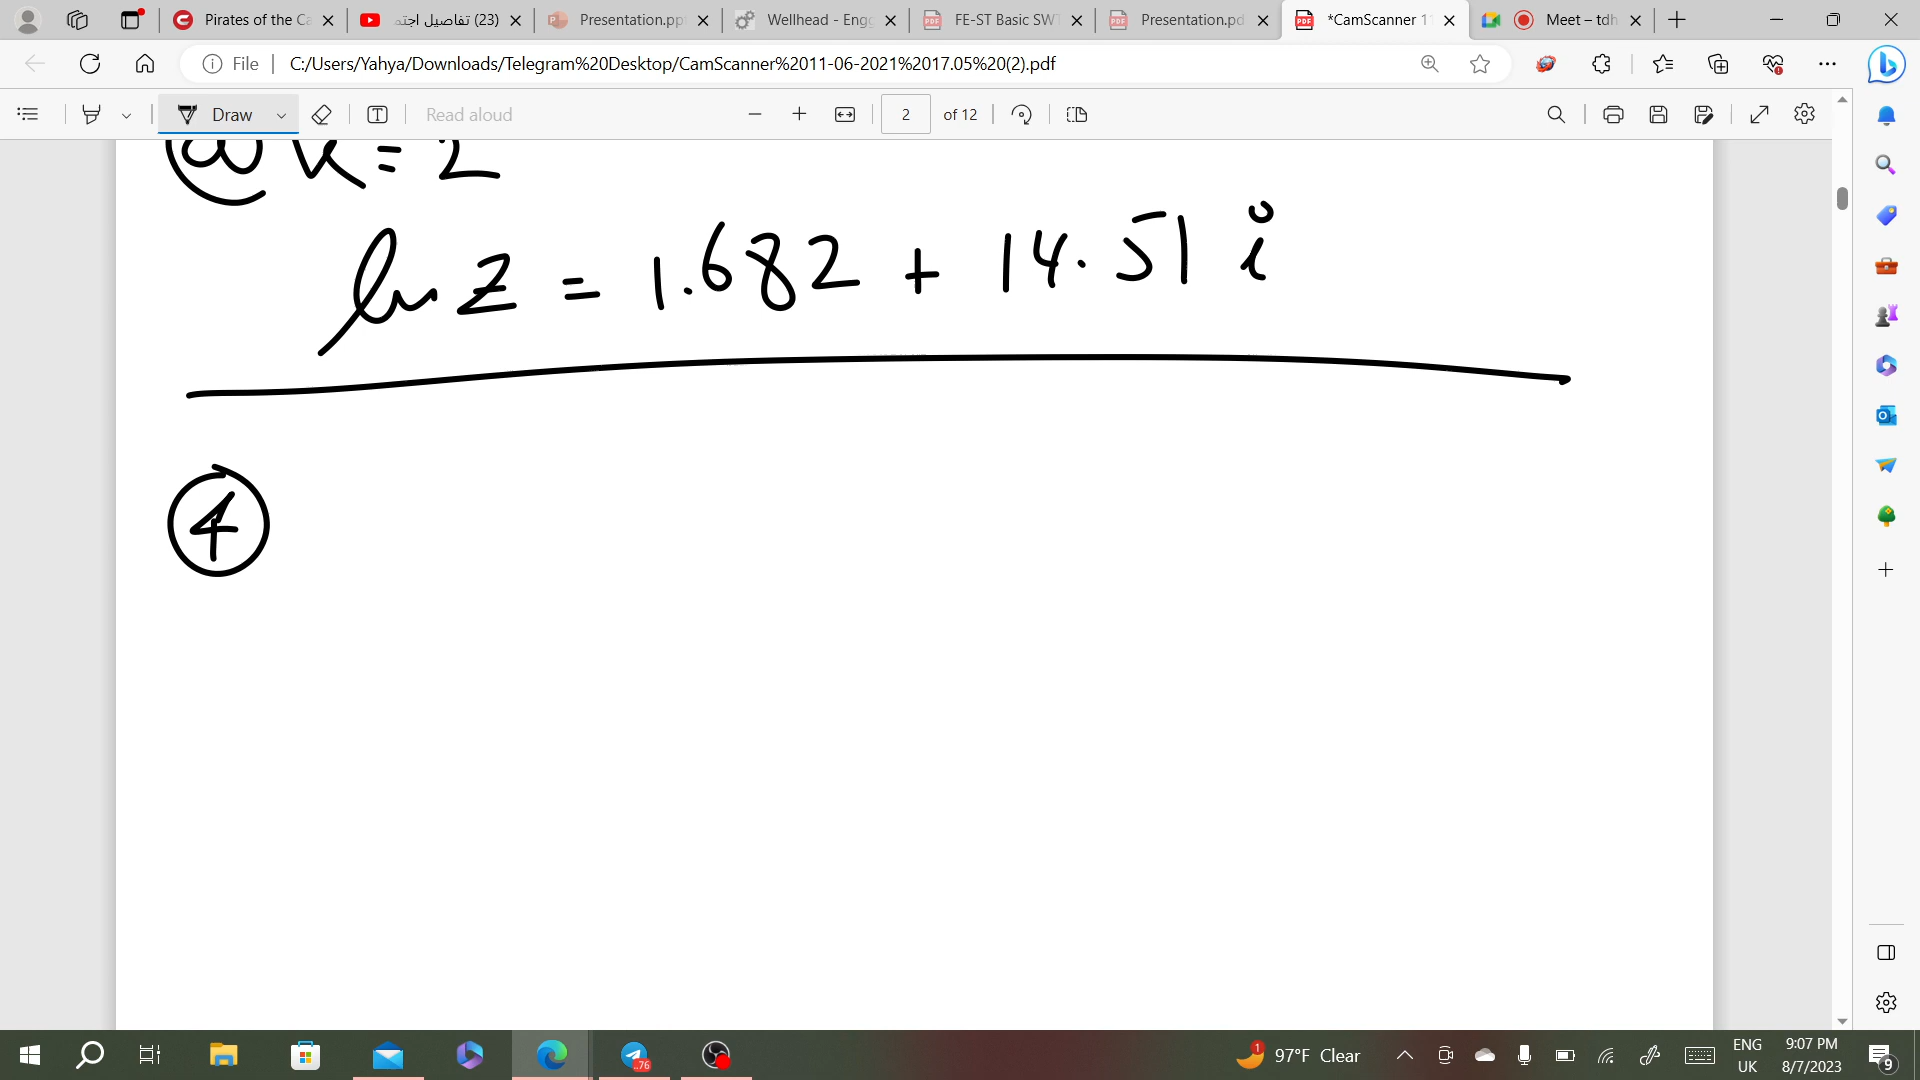 Pirates of the Ca
(23) تفاصيل اجتم
Presentation.pp
Wellhead - Eng
FE-ST Basic SW
Presentation.pd
*CamScanner 1
Meet – tdh
File
C:/Users/Yahya/Downloads/Telegram%20Desktop/CamScanner%2011-06-2021%2017.05%20(2).pdf
Draw
Read aloud
2 of 12
@ k = 2
ln z = 1.682 + 14.51 i
4
97°F Clear
ENG
UK
9:07 PM
8/7/2023